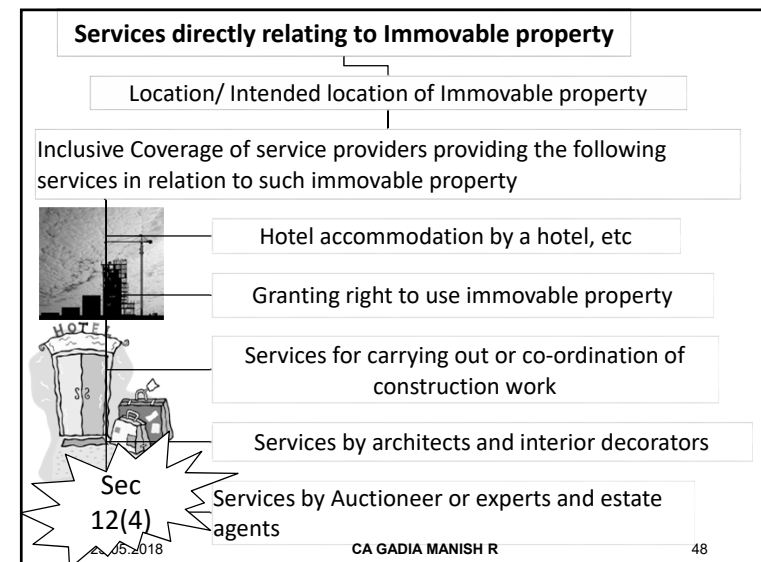 Services directly relating to Immovable property
Location/ Intended location of Immovable property
Inclusive Coverage of service providers providing the following
services in relation to such immovable property
Hotel accommodation by a hotel, etc
Granting right to use immovable property
HOTEL
Services for carrying out or co-ordination of
construction work
Services by architects and interior decorators
Sec
12(4)
Services by Auctioneer or experts and estate
agents
.05.2018
CA GADIA MANISH R
48